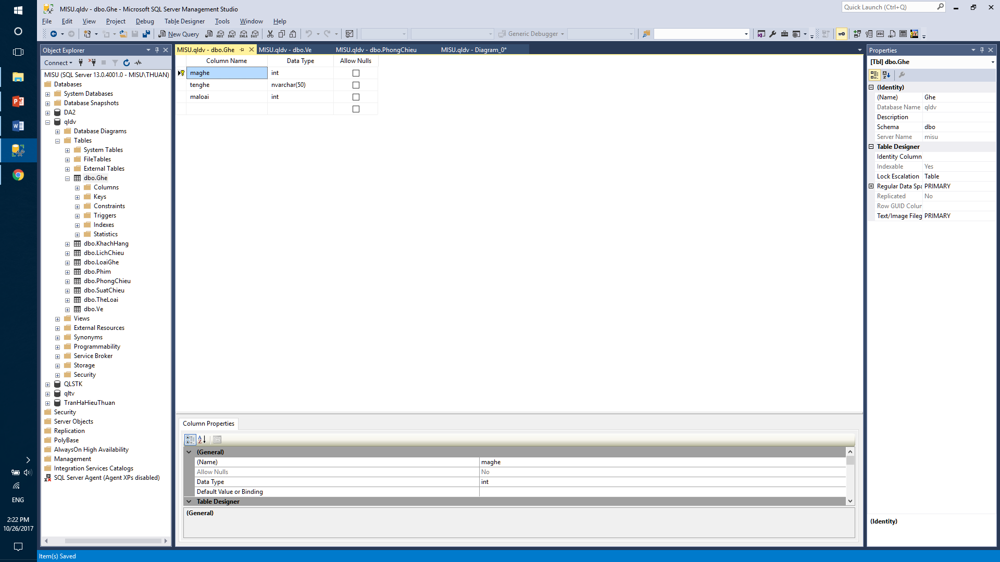 MISU.qldv - dbo.Ghe - Microsoft SQL Server Management Studio
Quick Launch (Ctrl+Q)
File Edit View Project Debug Table Designer Tools Window Help
New Query MDX DMX XMLA DAX Generic Debugger
Object Explorer
Connect
MISU (SQL Server 13.0.4001.0 - MISU\THUAN)
Databases
System Databases
Database Snapshots
DA2
qldv
Database Diagrams
Tables
System Tables
FileTables
External Tables
dbo.Ghe
Columns
Keys
Constraints
Triggers
Indexes
Statistics
dbo.KhachHang
dbo.LichChieu
dbo.LoaiGhe
dbo.Phim
dbo.PhongChieu
dbo.SuatChieu
dbo.TheLoai
dbo.Ve
Views
External Resources
Synonyms
Programmability
Service Broker
Storage
Security
QLSTK
qltv
TranHaHieuThuan
Security
Server Objects
Replication
PolyBase
AlwaysOn High Availability
Management
Integration Services Catalogs
SQL Server Agent (Agent XPs disabled)
MISU.qldv - dbo.Ghe MISU.qldv - dbo.Ve MISU.qldv - dbo.PhongChieu MISU.qldv - Diagram_0*
Column Name Data Type Allow Nulls
maghe int
tenghe nvarchar(50)
maloai int
Column Properties
(General)
(Name) maghe
Allow Nulls No
Data Type int
Default Value or Binding
Table Designer
(General)
Properties
[Tbl] dbo.Ghe
(Identity)
(Name) Ghe
Database Name qldv
Description
Schema dbo
Server Name misu
Table Designer
Identity Column
Indexable Yes
Lock Escalation Table
Regular Data Spa PRIMARY
Replicated No
Row GUID Colur
Text/Image Fileg PRIMARY
(Identity)
ENG
2:22 PM
10/26/2017
Item(s) Saved